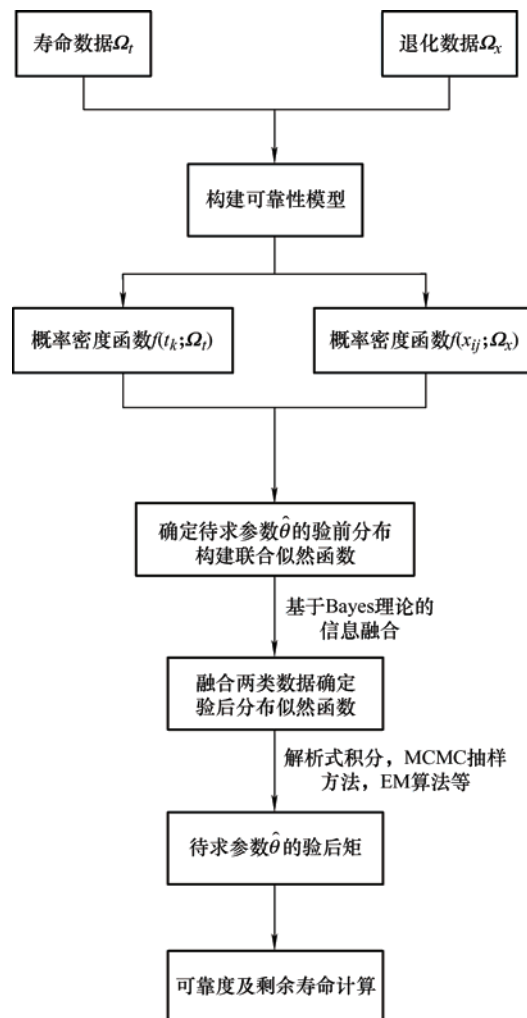 寿命数据Ωt
退化数据Ωx
构建可靠性模型
概率密度函数f(tk;Ωt)
概率密度函数f(xij;Ωx)
确定待求参数θ̂的验前分布
构建联合似然函数
基于Bayes理论的
信息融合
融合两类数据确定
验后分布似然函数
解析式积分，MCMC抽样
方法，EM算法等
待求参数θ̂的验后矩
可靠度及剩余寿命计算